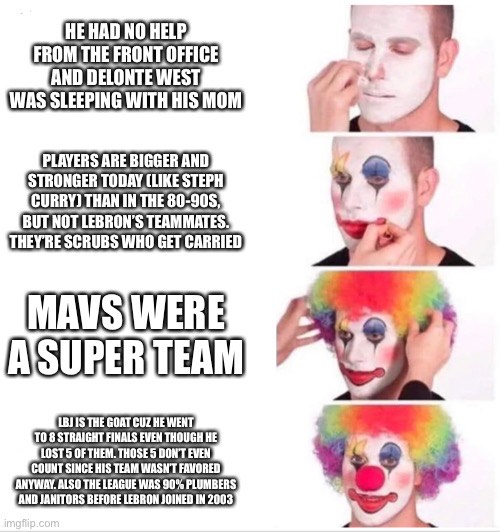 HE HAD NO HELP
FROM THE FRONT OFFICE
AND DELONTE WEST
WAS SLEEPING WITH HIS MOM
PLAYERS ARE BIGGER AND
STRONGER TODAY (LIKE STEPH
CURRY) THAN IN THE 80-90S,
BUT NOT LEBRON'S TEAMMATES.
THEY'RE SCRUBS WHO GET CARRIED
MAVS WERE
A SUPER TEAM
LBJ IS THE GOAT CUZ HE WENT
TO 8 STRAIGHT FINALS EVEN THOUGH HE
LOST 5 OF THEM. THOSE 5 DON'T EVEN
COUNT SINCE HIS TEAM WASN'T FAVORED
ANYWAY. ALSO THE LEAGUE WAS 90% PLUMBERS
AND JANITORS BEFORE LEBRON JOINED IN 2003
imgflip.com